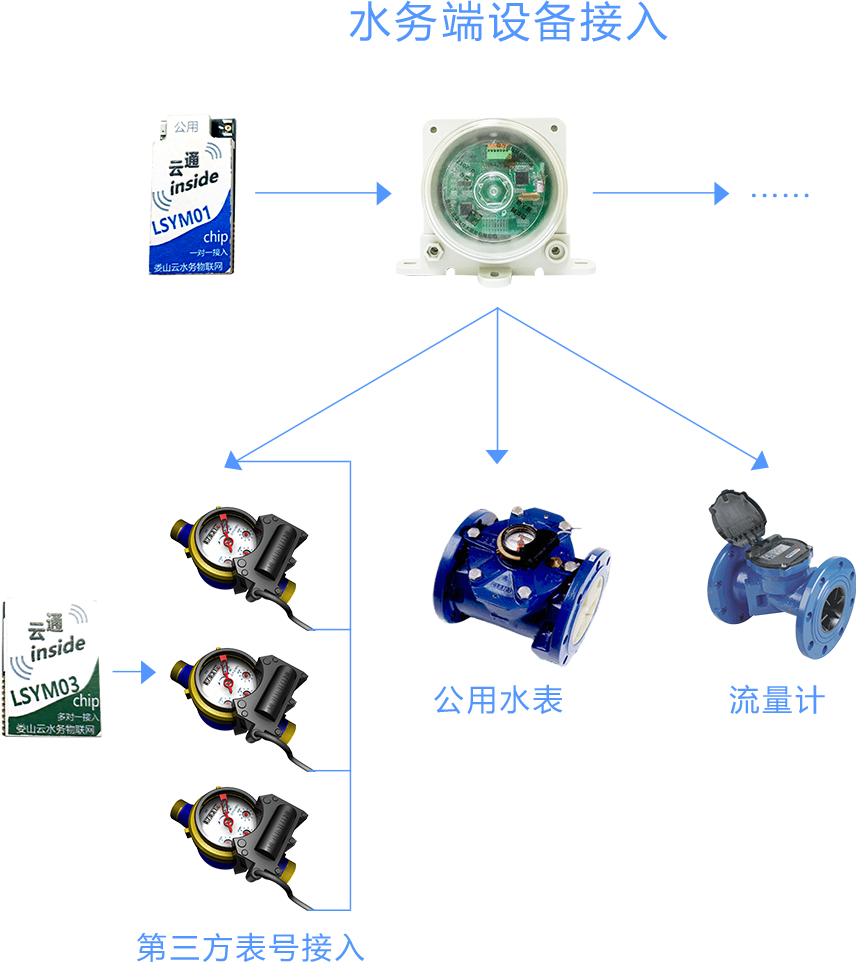 水务端设备接入
公用
云通
inside
LSYM01
chip
一对一接入
娄山云水务物联网
......
云通
inside
LSYM03
chip
多对一接入
娄山云水务物联网
公用水表
流量计
第三方表号接入